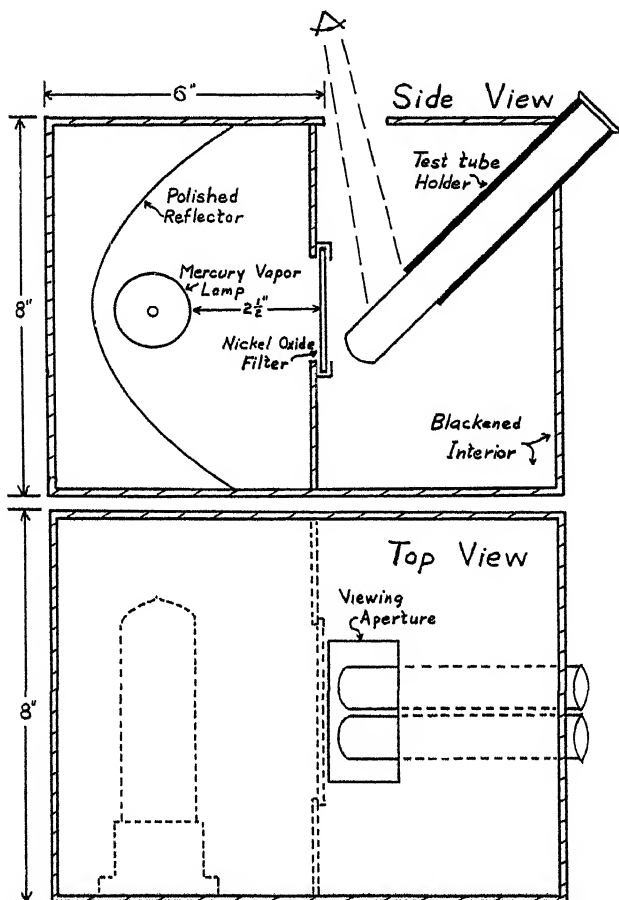 6"
Side View
Test tube
Holder
Polished
Reflector
Mercury Vapor
Lamp
8"
2½"
Nickel Oxide
Filter
Blackened
Interior
Top View
Viewing
Aperture
8"